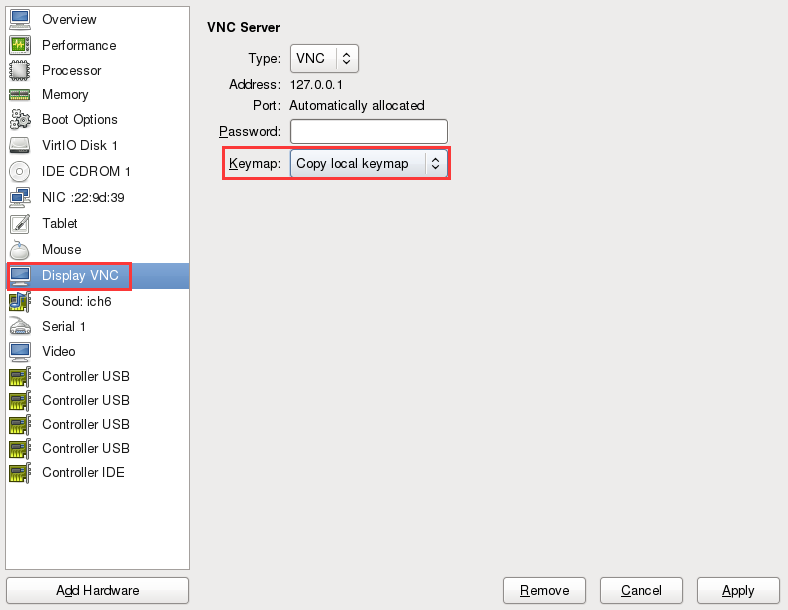 Overview
Performance
Processor
Memory
Boot Options
VirtIO Disk 1
IDE CDROM 1
NIC :22:9d:39
Tablet
Mouse
Display VNC
Sound: ich6
Serial 1
Video
Controller USB
Controller USB
Controller USB
Controller USB
Controller IDE
Add Hardware
VNC Server
Type: VNC
Address: 127.0.0.1
Port: Automatically allocated
Password:
Keymap: Copy local keymap
Remove Cancel Apply